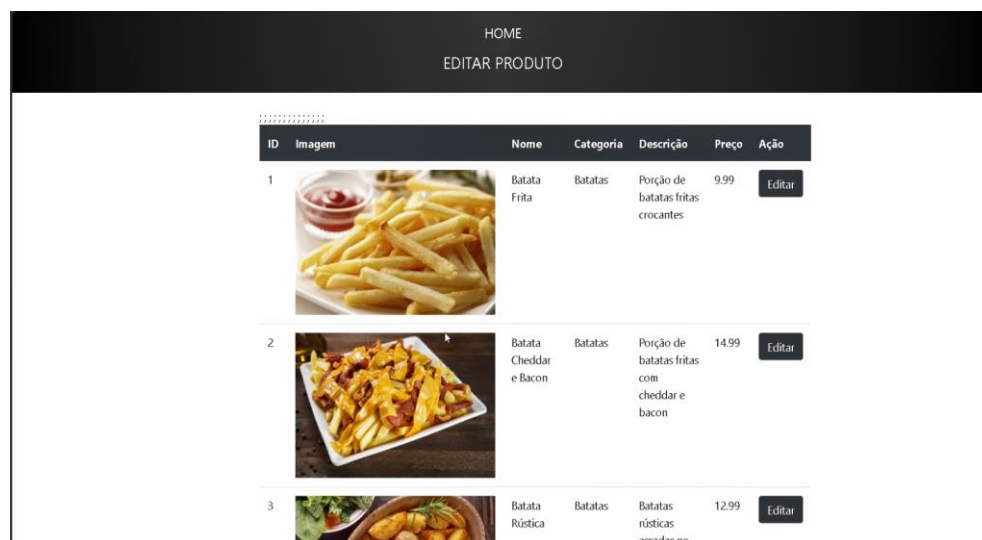 HOME
EDITAR PRODUTO
;;;;;;;;;;;;;
ID Imagem Nome Categoria Descrição Preço Ação
1 Batata Batatas Porção de 9.99 Editar
Frita batatas fritas
crocantes
2 Batata Batatas Porção de 14.99 Editar
Cheddar batatas fritas
e Bacon com
cheddar e
bacon
3 Batata Batatas Batatas 12.99 Editar
Rústica rústicas